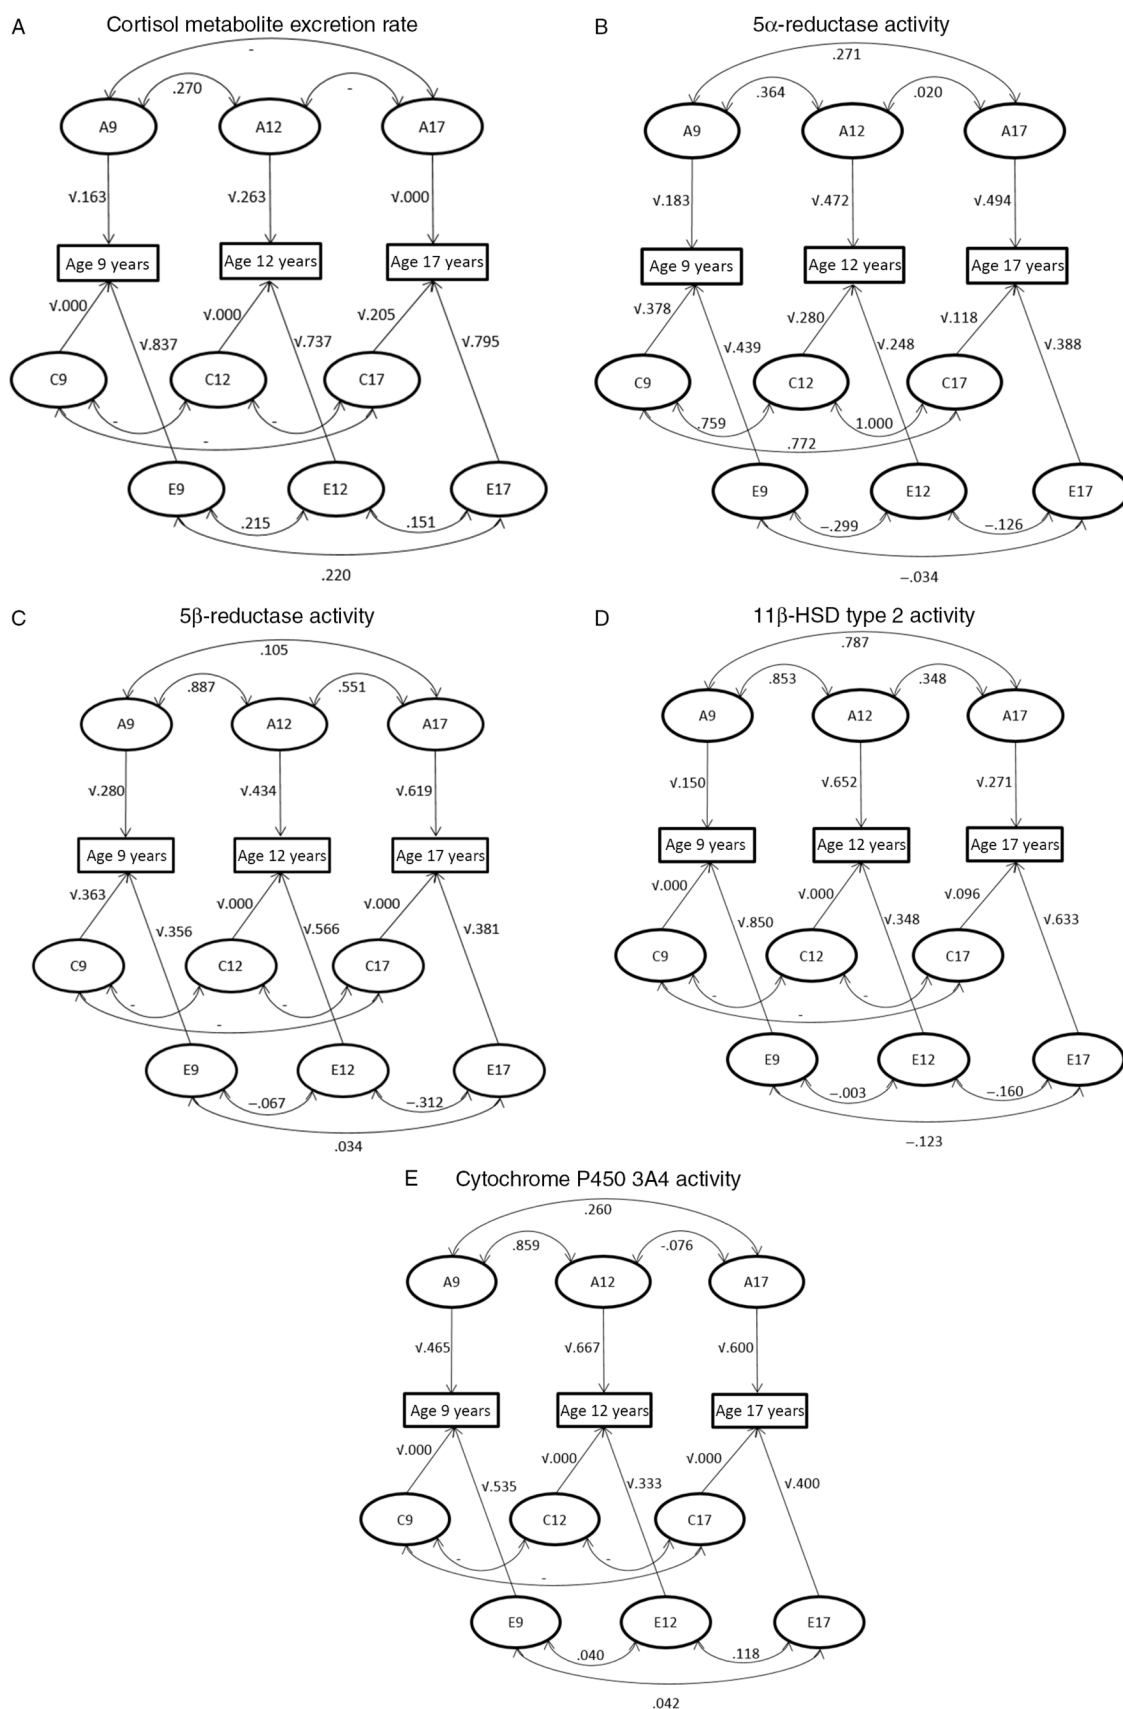 A Cortisol metabolite excretion rate
-
.270 -
A9 A12 A17
√.163 √.263 √.000
Age 9 years Age 12 years Age 17 years
√.000 √.000 √.205
√.837 √.737 √.795
C9 C12 C17
- -
-
E9 E12 E17
.215 .151
.220
B 5α-reductase activity
.271
.364 .020
A9 A12 A17
√.183 √.472 √.494
Age 9 years Age 12 years Age 17 years
√.378 √.280 √.118
√.439 √.248 √.388
C9 C12 C17
.759 1.000
.772
E9 E12 E17
–.299 –.126
–.034
C 5β-reductase activity
.105
.887 .551
A9 A12 A17
√.280 √.434 √.619
Age 9 years Age 12 years Age 17 years
√.363 √.000 √.000
√.356 √.566 √.381
C9 C12 C17
- -
-
E9 E12 E17
–.067 –.312
.034
D 11β-HSD type 2 activity
.787
.853 .348
A9 A12 A17
√.150 √.652 √.271
Age 9 years Age 12 years Age 17 years
√.000 √.000 √.096
√.850 √.348 √.633
C9 C12 C17
- -
-
E9 E12 E17
–.003 –.160
–.123
E Cytochrome P450 3A4 activity
.260
.859 -.076
A9 A12 A17
√.465 √.667 √.600
Age 9 years Age 12 years Age 17 years
√.000 √.000 √.000
√.535 √.333 √.400
C9 C12 C17
- -
-
E9 E12 E17
.040 .118
.042